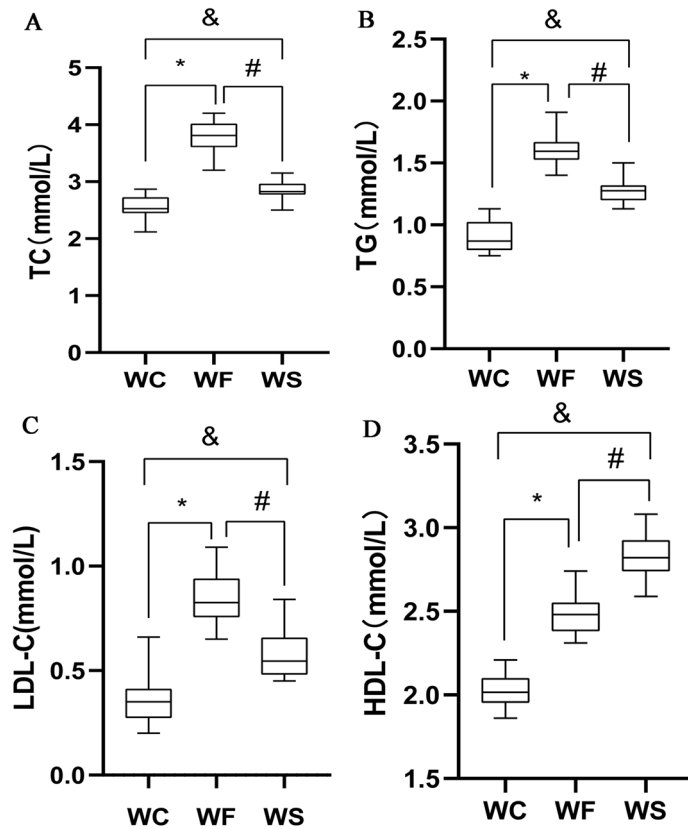 A
&
*
#
TC(mmol/L)
5
4
3
2
1
0
WC WF WS
B
&
*
#
TG(mmol/L)
2.5
2.0
1.5
1.0
0.5
0.0
WC WF WS
C
&
*
#
LDL-C(mmol/L)
1.5
1.0
0.5
0.0
WC WF WS
D
&
#
*
HDL-C(mmol/L)
3.5
3.0
2.5
2.0
1.5
WC WF WS